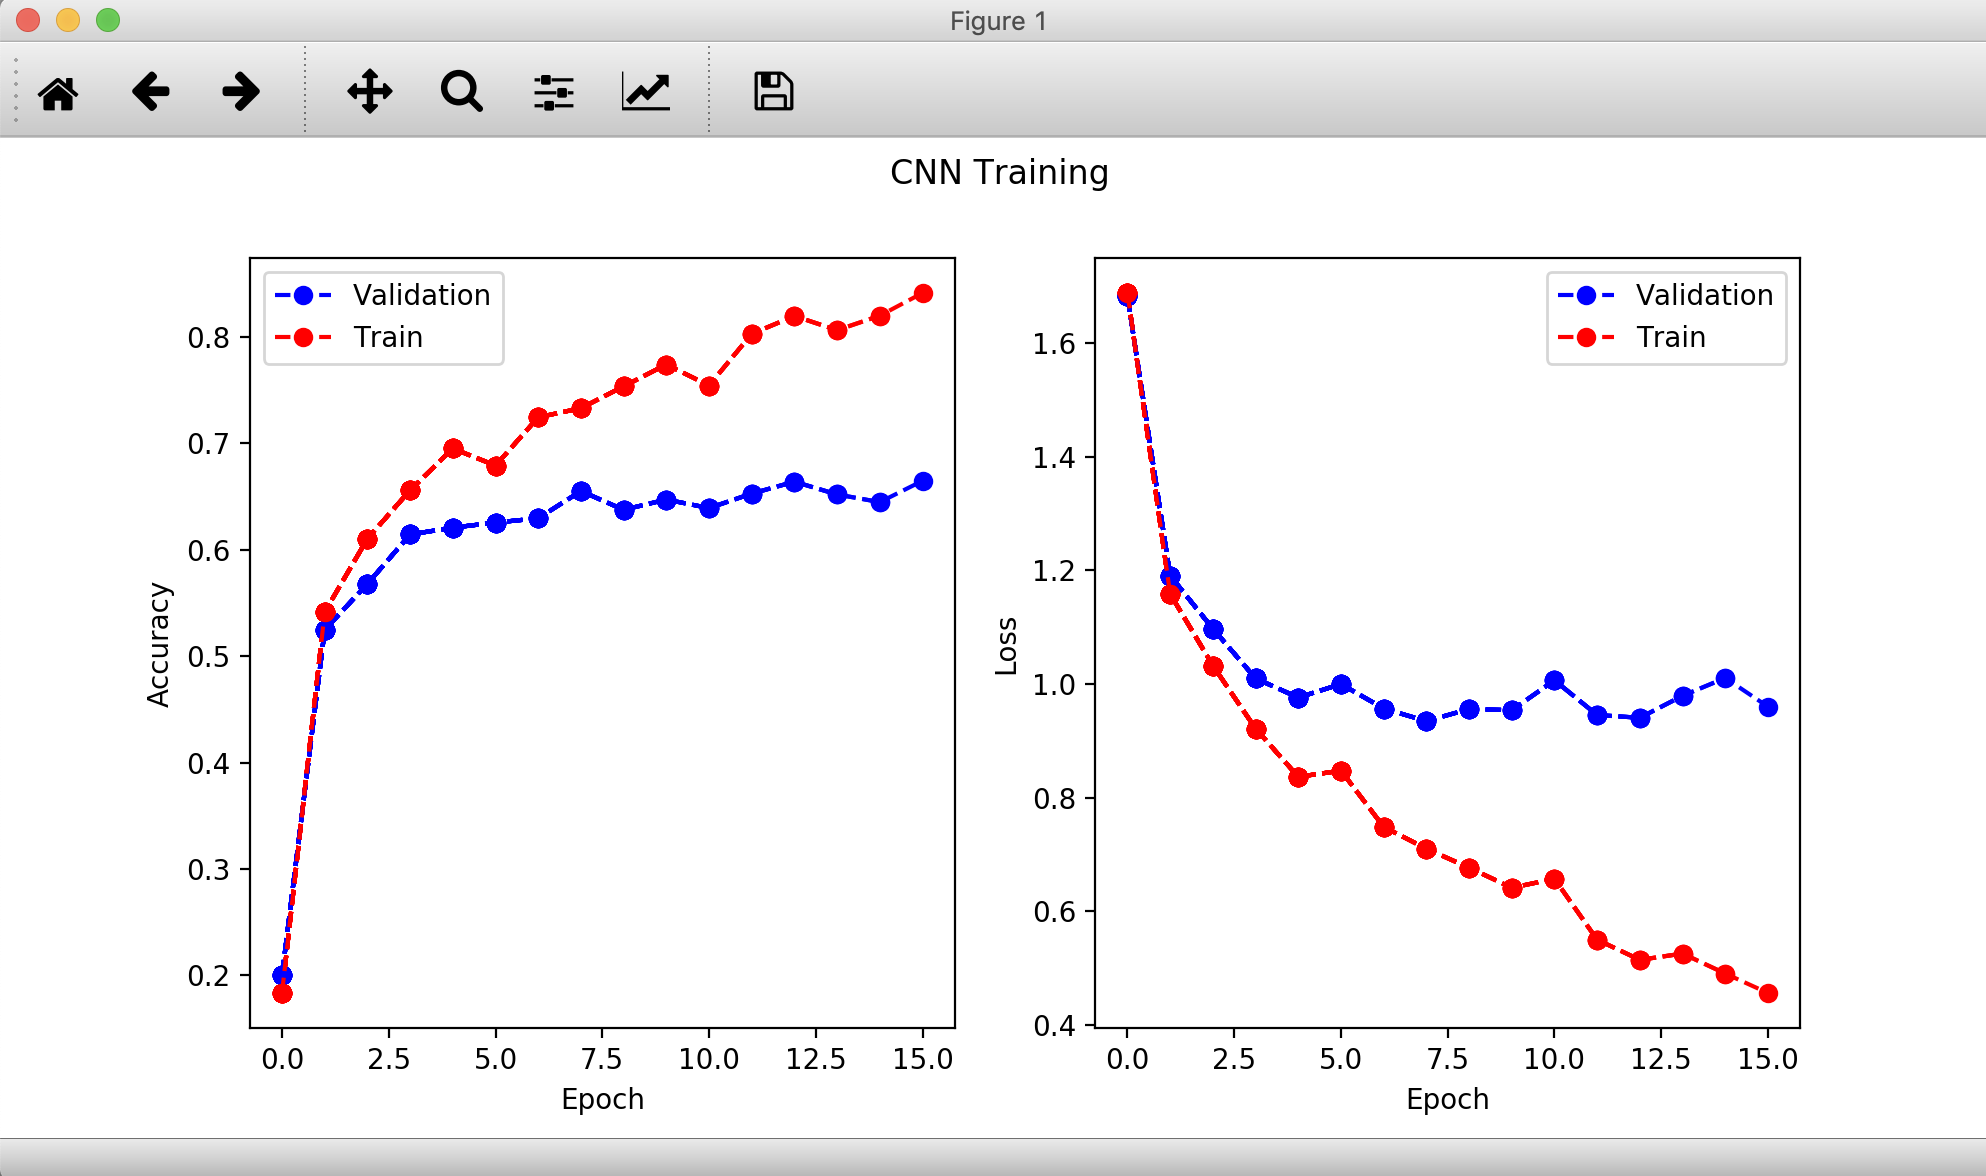 Figure 1
CNN Training
Validation
Train
0.8
0.7
0.6
0.5
0.4
0.3
0.2
Accuracy
0.0 2.5 5.0 7.5 10.0 12.5 15.0
Epoch
Validation
Train
1.6
1.4
1.2
1.0
0.8
0.6
0.4
Loss
0.0 2.5 5.0 7.5 10.0 12.5 15.0
Epoch